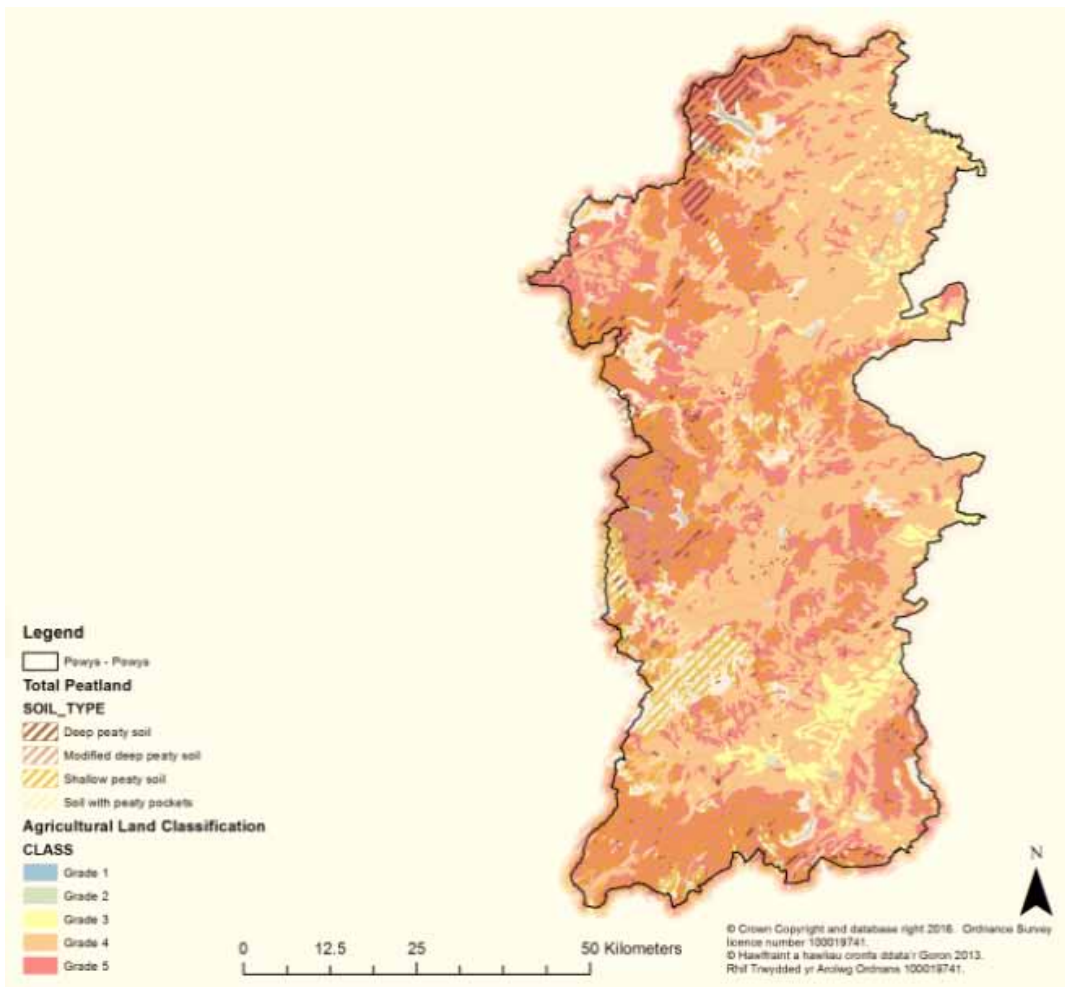 Legend
Powys - Powys
Total Peatland
SOIL_TYPE
Deep peaty soil
Modified deep peaty soil
Shallow peaty soil
Soil with peaty pockets
Agricultural Land Classification
CLASS
Grade 1
Grade 2
Grade 3
Grade 4
Grade 5
0 12.5 25 50 Kilometers
N
© Crown Copyright and database right 2016. Ordnance Survey
licence number 100019741.
© Hawlfraint a hawliau cronfa ddata'r Goron 2013.
Rhif Trwydded yr Arolwg Ordnans 100019741.